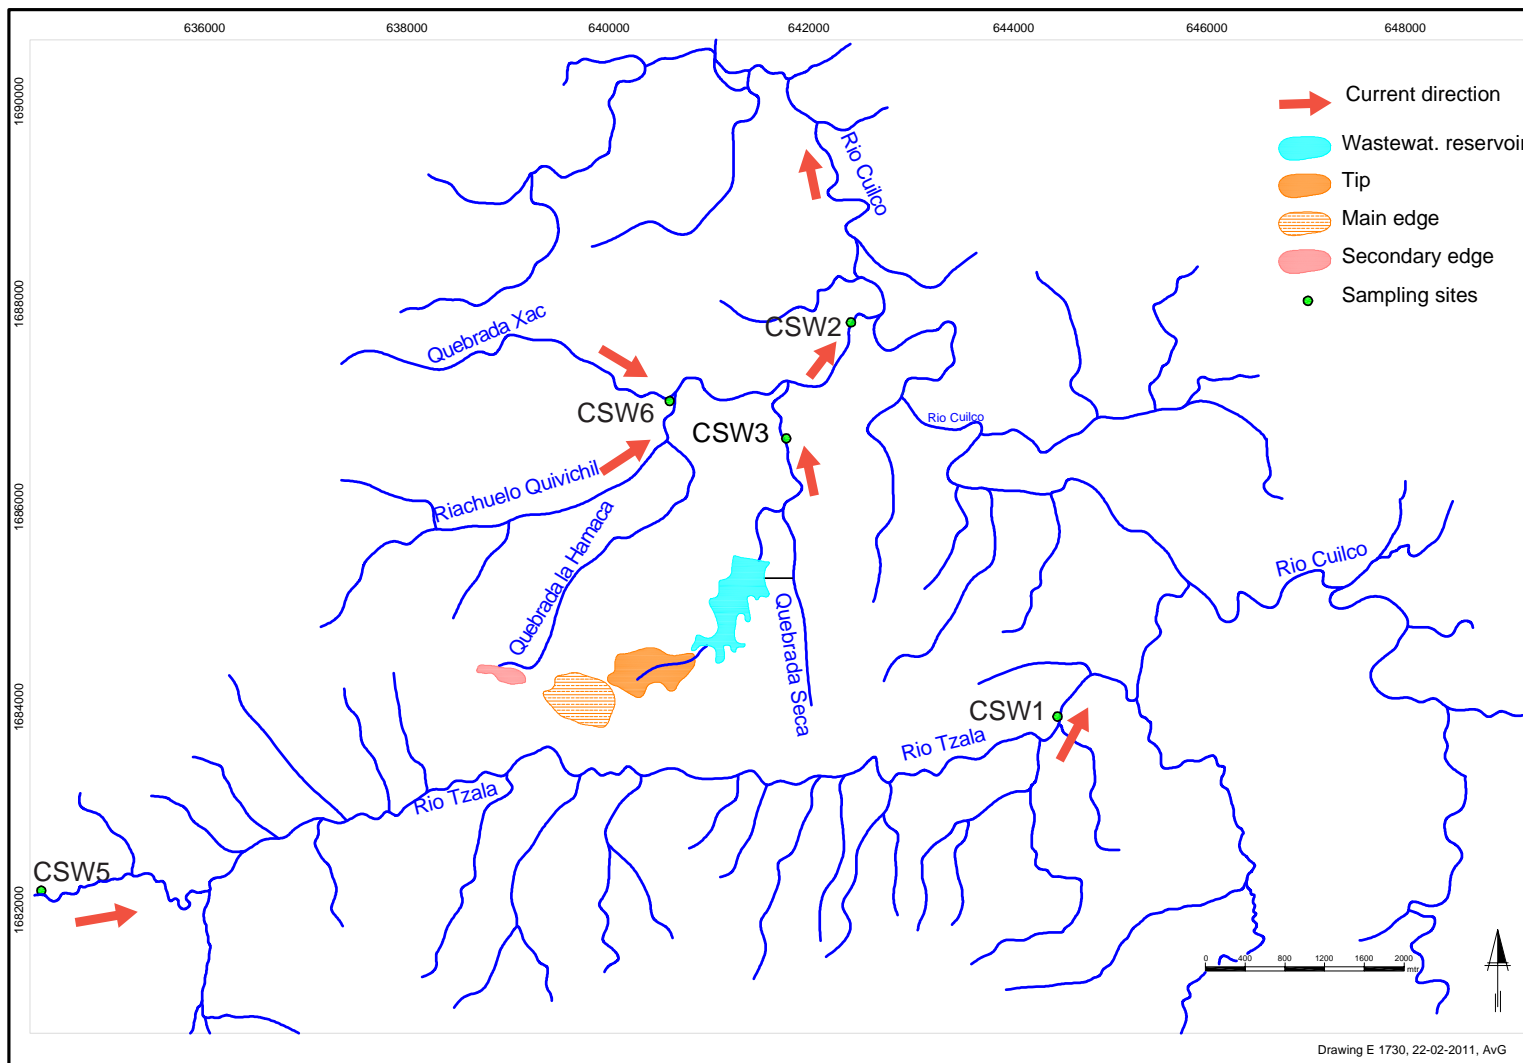 636000
638000
640000
642000
644000
646000
648000
1690000
1688000
1686000
1684000
1682000
Current direction
Wastewat. reservoir
Tip
Main edge
Secondary edge
Sampling sites
Rio Cuilco
Quebrada Xac
CSW2
CSW6
CSW3
Rio Cuilco
Riachuelo Quivichil
Quebrada la Hamaca
Rio Cuilco
Quebrada Seca
CSW1
Rio Tzala
Rio Tzala
CSW5
0 400 800 1200 1600 2000
mtr
Drawing E 1730, 22-02-2011, AvG